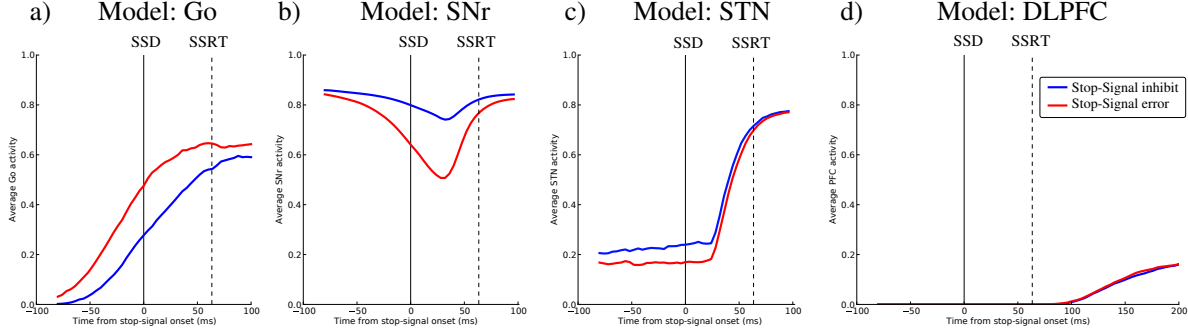 a) Model: Go
SSD SSRT
Average Go activity
1.0
0.8
0.6
0.4
0.2
0.0
−100 −50 0 50 100
Time from stop-signal onset (ms)
b) Model: SNr
SSD SSRT
Average SNr activity
1.0
0.8
0.6
0.4
0.2
0.0
−100 −50 0 50 100
Time from stop-signal onset (ms)
c) Model: STN
SSD SSRT
Average STN activity
1.0
0.8
0.6
0.4
0.2
0.0
−100 −50 0 50 100
Time from stop-signal onset (ms)
d) Model: DLPFC
SSD SSRT
Stop-Signal inhibit
Stop-Signal error
Average PFC activity
1.0
0.8
0.6
0.4
0.2
0.0
−100 −50 0 50 100 150 200
Time from stop-signal onset (ms)